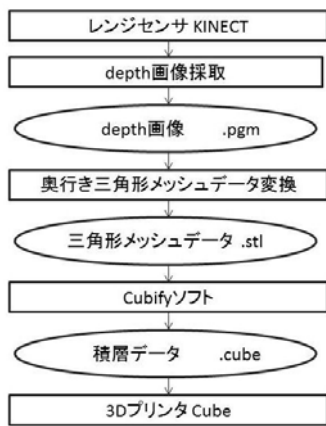 レンジセンサ KINECT
depth画像採取
depth画像 .pgm
奥行き三角形メッシュデータ変換
三角形メッシュデータ .stl
Cubifyソフト
積層データ .cube
3Dプリンタ Cube